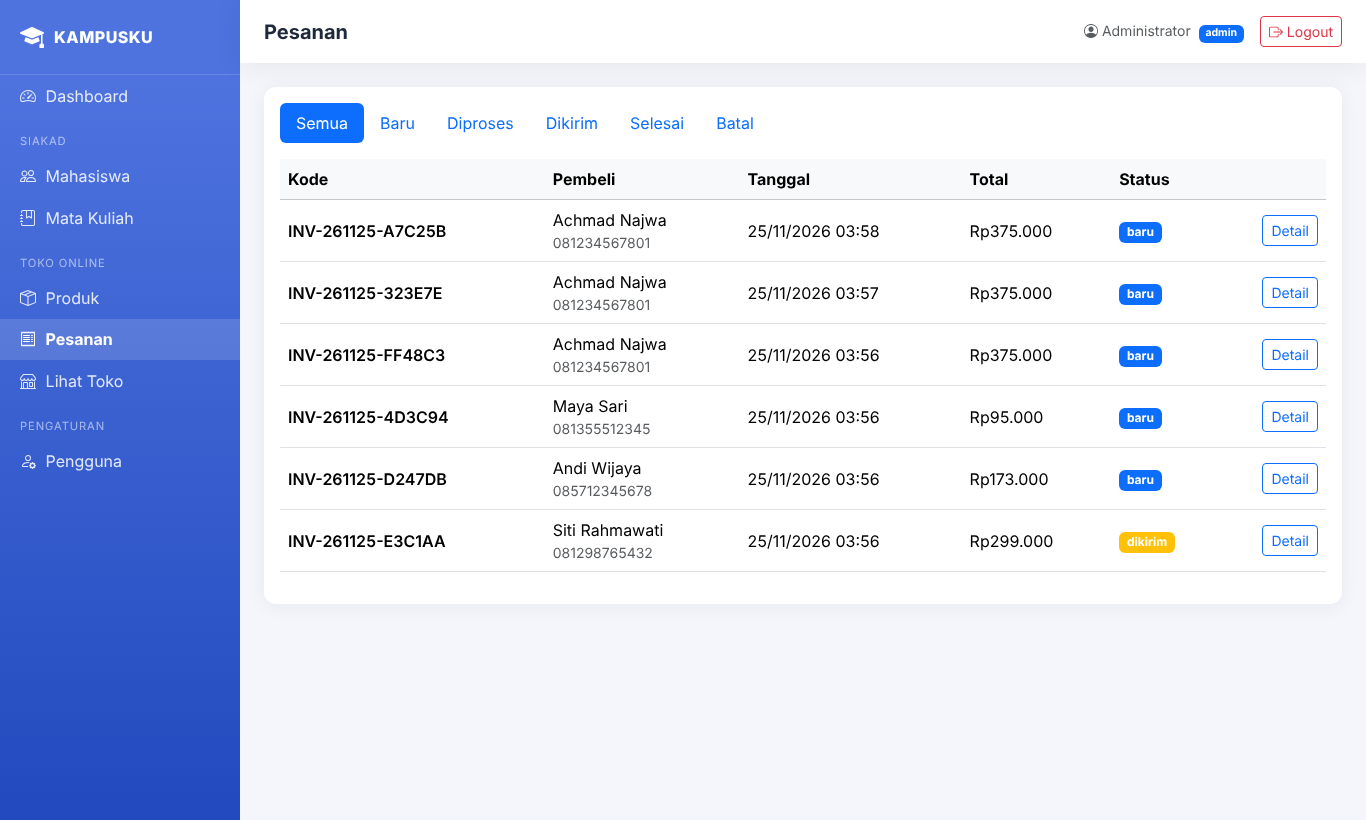 KAMPUSKU
Dashboard
SIAKAD
Mahasiswa
Mata Kuliah
TOKO ONLINE
Produk
Pesanan
Lihat Toko
PENGATURAN
Pengguna
Pesanan
Administrator admin Logout
Semua Baru Diproses Dikirim Selesai Batal
Kode Pembeli Tanggal Total Status
INV-261125-A7C25B Achmad Najwa 25/11/2026 03:58 Rp375.000 baru Detail
081234567801
INV-261125-323E7E Achmad Najwa 25/11/2026 03:57 Rp375.000 baru Detail
081234567801
INV-261125-FF48C3 Achmad Najwa 25/11/2026 03:56 Rp375.000 baru Detail
081234567801
INV-261125-4D3C94 Maya Sari 25/11/2026 03:56 Rp95.000 baru Detail
081355512345
INV-261125-D247DB Andi Wijaya 25/11/2026 03:56 Rp173.000 baru Detail
085712345678
INV-261125-E3C1AA Siti Rahmawati 25/11/2026 03:56 Rp299.000 dikirim Detail
081298765432